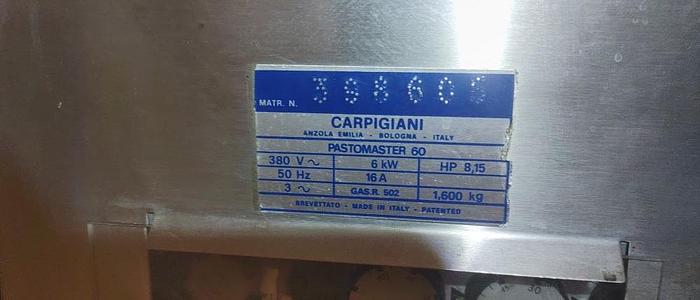 MATR. N. 398605
CARPIGIANI
ANZOLA EMILIA - BOLOGNA - ITALY
PASTOMASTER 60
380 V ~ 6 kW HP 8,15
50 Hz 16 A
3 ~ GAS.R. 502 1,600 kg
BREVETTATO - MADE IN ITALY - PATENTED
30